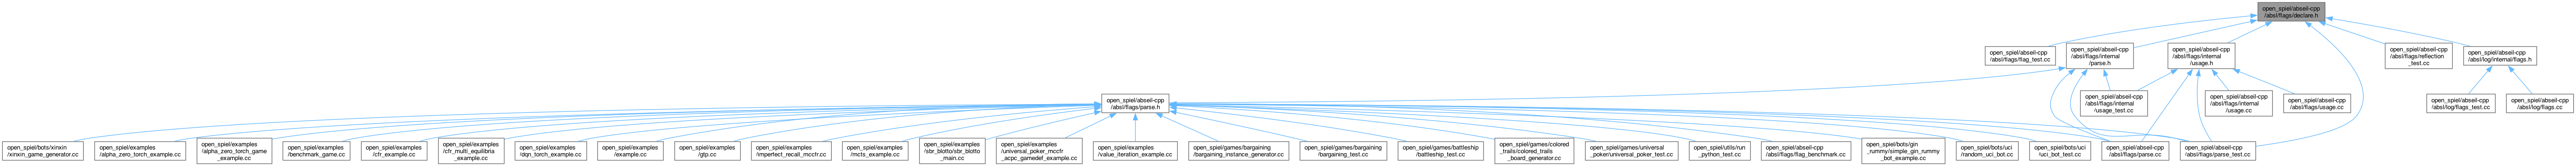 open_spiel/abseil-cpp
/absl/flags/declare.h
open_spiel/abseil-cpp
/absl/flags/flag_test.cc
open_spiel/abseil-cpp
/absl/flags/internal
/parse.h
open_spiel/abseil-cpp
/absl/flags/internal
/usage.h
open_spiel/abseil-cpp
/absl/flags/reflection
_test.cc
open_spiel/abseil-cpp
/absl/log/internal/flags.h
open_spiel/abseil-cpp
/absl/flags/parse.h
open_spiel/abseil-cpp
/absl/flags/internal
/usage_test.cc
open_spiel/abseil-cpp
/absl/flags/internal
/usage.cc
open_spiel/abseil-cpp
/absl/flags/usage.cc
open_spiel/abseil-cpp
/absl/log/flags_test.cc
open_spiel/abseil-cpp
/absl/log/flags.cc
open_spiel/bots/xinxin
/xinxin_game_generator.cc
open_spiel/examples
/alpha_zero_torch_example.cc
open_spiel/examples
/alpha_zero_torch_game
_example.cc
open_spiel/examples
/benchmark_game.cc
open_spiel/examples
/cfr_example.cc
open_spiel/examples
/cfr_multi_equilibria
_example.cc
open_spiel/examples
/dqn_torch_example.cc
open_spiel/examples
/example.cc
open_spiel/examples
/gtp.cc
open_spiel/examples
/imperfect_recall_mccfr.cc
open_spiel/examples
/mcts_example.cc
open_spiel/examples
/sbr_blotto/sbr_blotto
_main.cc
open_spiel/examples
/universal_poker_mccfr
_acpc_gamedef_example.cc
open_spiel/examples
/value_iteration_example.cc
open_spiel/games/bargaining
/bargaining_instance_generator.cc
open_spiel/games/bargaining
/bargaining_test.cc
open_spiel/games/battleship
/battleship_test.cc
open_spiel/games/colored
_trails/colored_trails
_board_generator.cc
open_spiel/games/universal
_poker/universal_poker_test.cc
open_spiel/utils/run
_python_test.cc
open_spiel/abseil-cpp
/absl/flags/flag_benchmark.cc
open_spiel/bots/gin
_rummy/simple_gin_rummy
_bot_example.cc
open_spiel/bots/uci
/random_uci_bot.cc
open_spiel/bots/uci
/uci_bot_test.cc
open_spiel/abseil-cpp
/absl/flags/parse.cc
open_spiel/abseil-cpp
/absl/flags/parse_test.cc